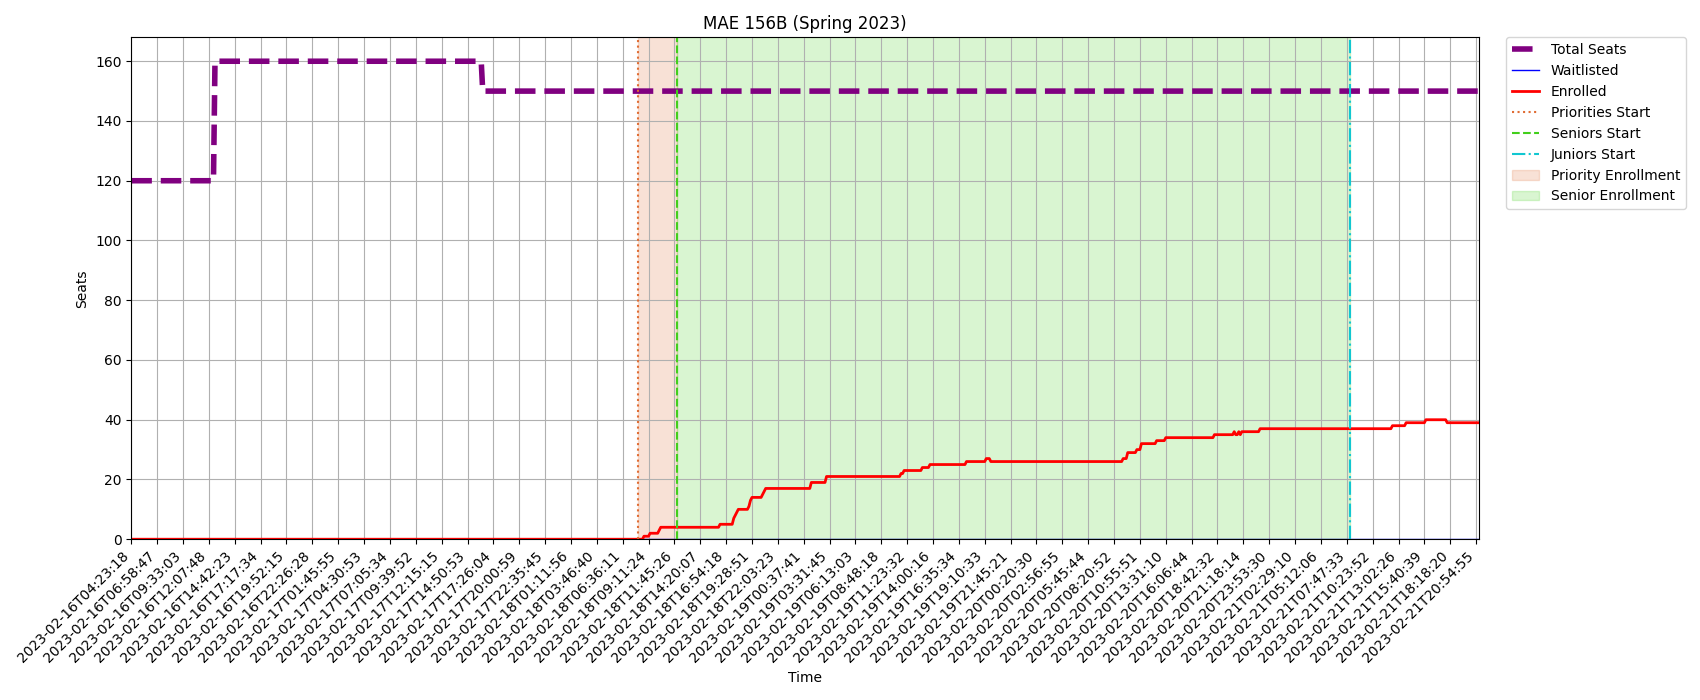 MAE 156B (Spring 2023)
Seats
160
140
120
100
80
60
40
20
0
2023-02-16T04:23:18
2023-02-16T06:58:47
2023-02-16T09:33:03
2023-02-16T12:07:48
2023-02-16T14:42:23
2023-02-16T17:17:34
2023-02-16T19:52:15
2023-02-16T22:26:28
2023-02-17T01:45:55
2023-02-17T04:30:53
2023-02-17T07:05:34
2023-02-17T09:39:52
2023-02-17T12:15:15
2023-02-17T14:50:53
2023-02-17T17:26:04
2023-02-17T20:00:59
2023-02-17T22:35:45
2023-02-18T01:11:56
2023-02-18T03:46:40
2023-02-18T06:36:11
2023-02-18T09:11:24
2023-02-18T11:45:26
2023-02-18T14:20:07
2023-02-18T16:54:18
2023-02-18T19:28:51
2023-02-18T22:03:23
2023-02-19T00:37:41
2023-02-19T03:31:45
2023-02-19T06:13:03
2023-02-19T08:48:18
2023-02-19T11:23:32
2023-02-19T14:00:16
2023-02-19T16:35:34
2023-02-19T19:10:33
2023-02-19T21:45:21
2023-02-20T00:20:30
2023-02-20T02:56:55
2023-02-20T05:45:44
2023-02-20T08:20:52
2023-02-20T10:55:51
2023-02-20T13:31:10
2023-02-20T16:06:44
2023-02-20T18:42:32
2023-02-20T21:18:14
2023-02-20T23:53:30
2023-02-21T02:29:10
2023-02-21T05:12:06
2023-02-21T07:47:33
2023-02-21T10:23:52
2023-02-21T13:02:26
2023-02-21T15:40:39
2023-02-21T18:18:20
2023-02-21T20:54:55
Time
Total Seats
Waitlisted
Enrolled
Priorities Start
Seniors Start
Juniors Start
Priority Enrollment
Senior Enrollment